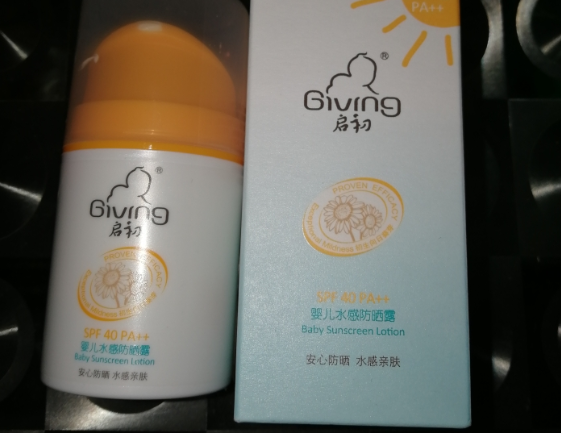 Giving®
启初
PROVEN EFFICACY
SPF 40 PA++
婴儿水感防晒露
Baby Sunscreen Lotion
安心防晒 水感亲肤
PA++
Giving®
启初
PROVEN EFFICACY
SPF 40 PA++
婴儿水感防晒露
Baby Sunscreen Lotion
安心防晒 水感亲肤